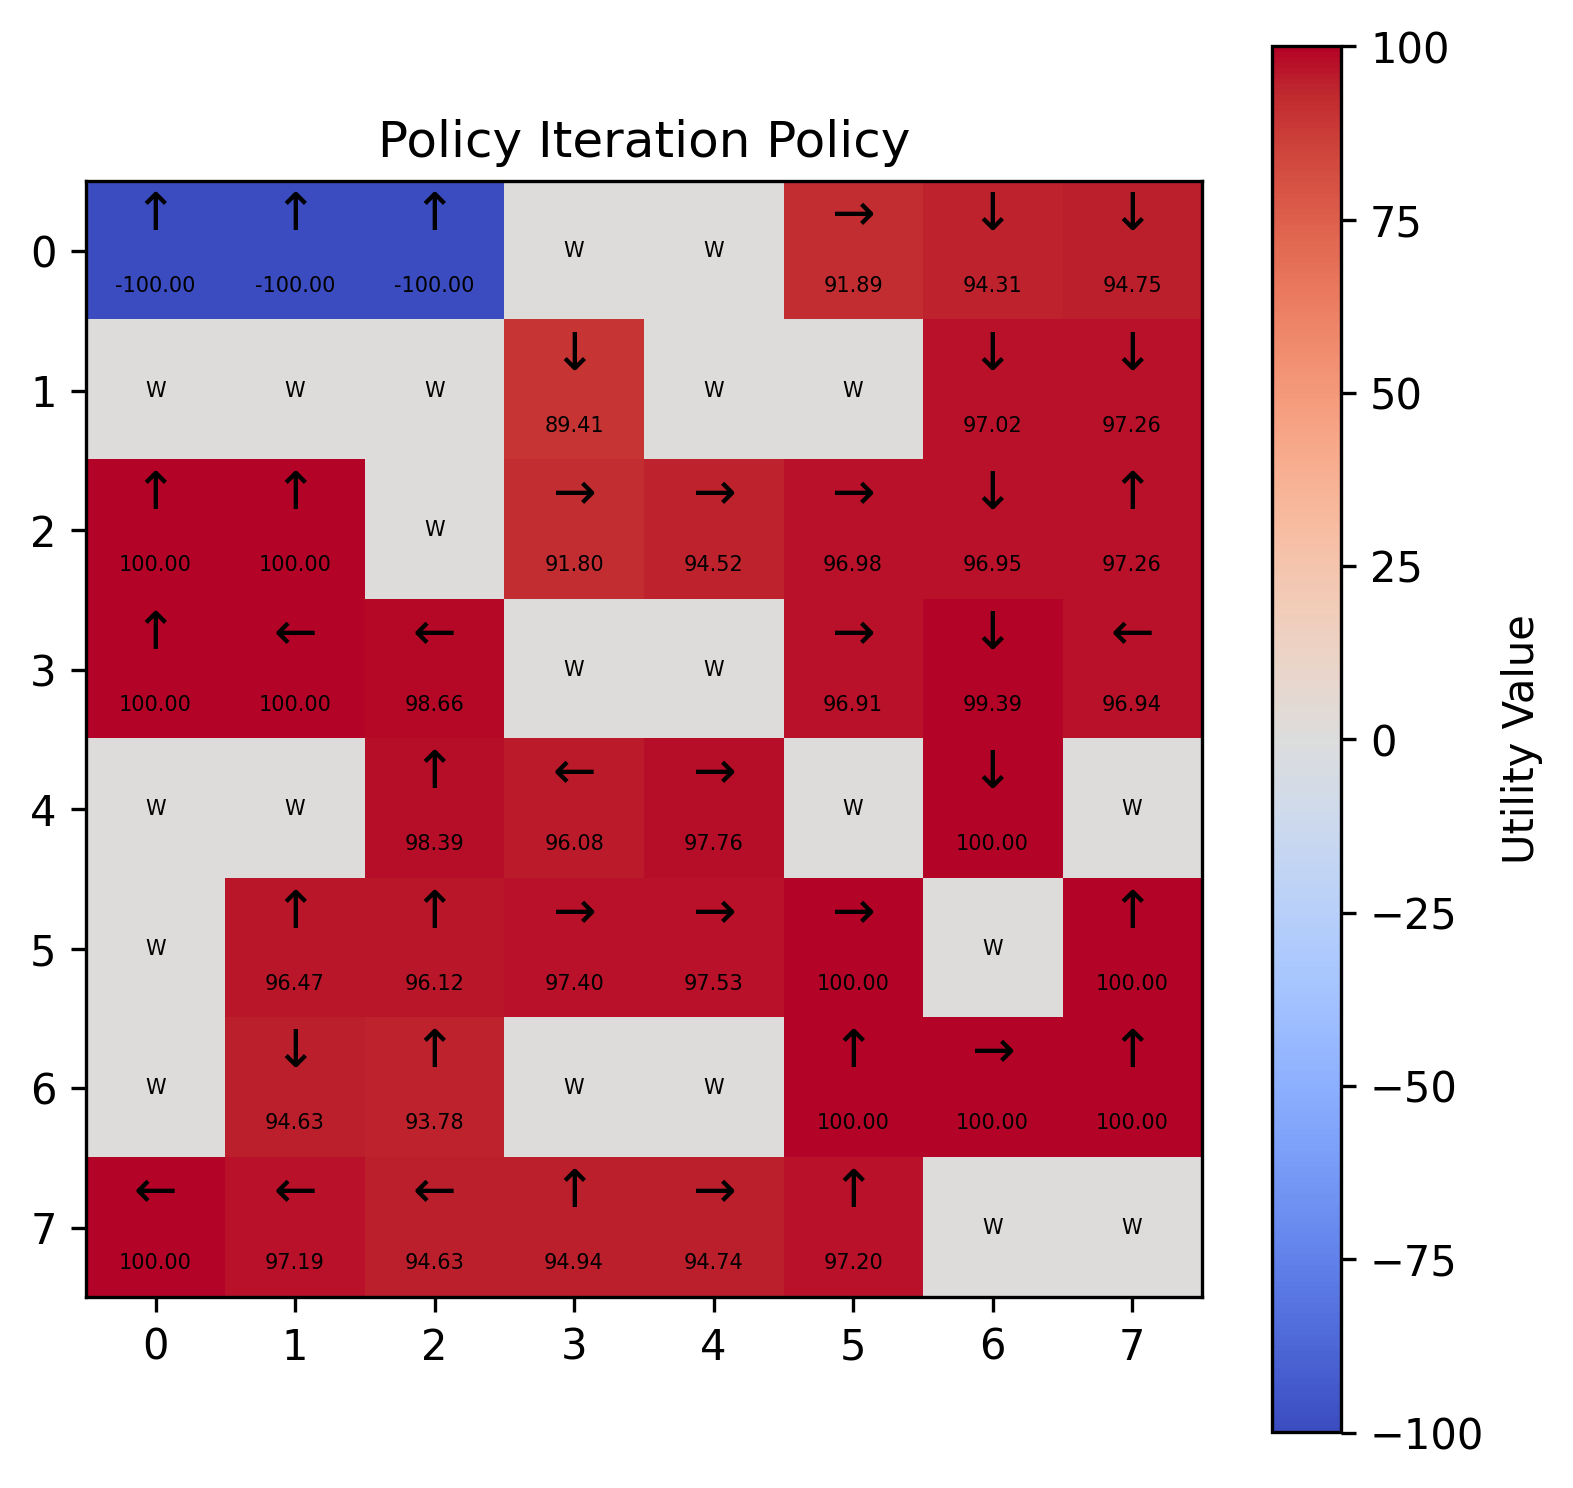 Policy Iteration Policy
0 ↑ ↑ ↑ W W → ↓ ↓
-100.00 -100.00 -100.00 91.89 94.31 94.75
1 W W W ↓ W W ↓ ↓
89.41 97.02 97.26
2 ↑ ↑ W → → → ↓ ↑
100.00 100.00 91.80 94.52 96.98 96.95 97.26
3 ↑ ← ← W W → ↓ ←
100.00 100.00 98.66 96.91 99.39 96.94
4 W W ↑ ← → W ↓ W
98.39 96.08 97.76 100.00
5 W ↑ ↑ → → → W ↑
96.47 96.12 97.40 97.53 100.00 100.00
6 W ↓ ↑ W W ↑ → ↑
94.63 93.78 100.00 100.00 100.00
7 ← ← ← ↑ → ↑ W W
100.00 97.19 94.63 94.94 94.74 97.20
0 1 2 3 4 5 6 7
100
75
50
25
0
−25
−50
−75
−100
Utility Value